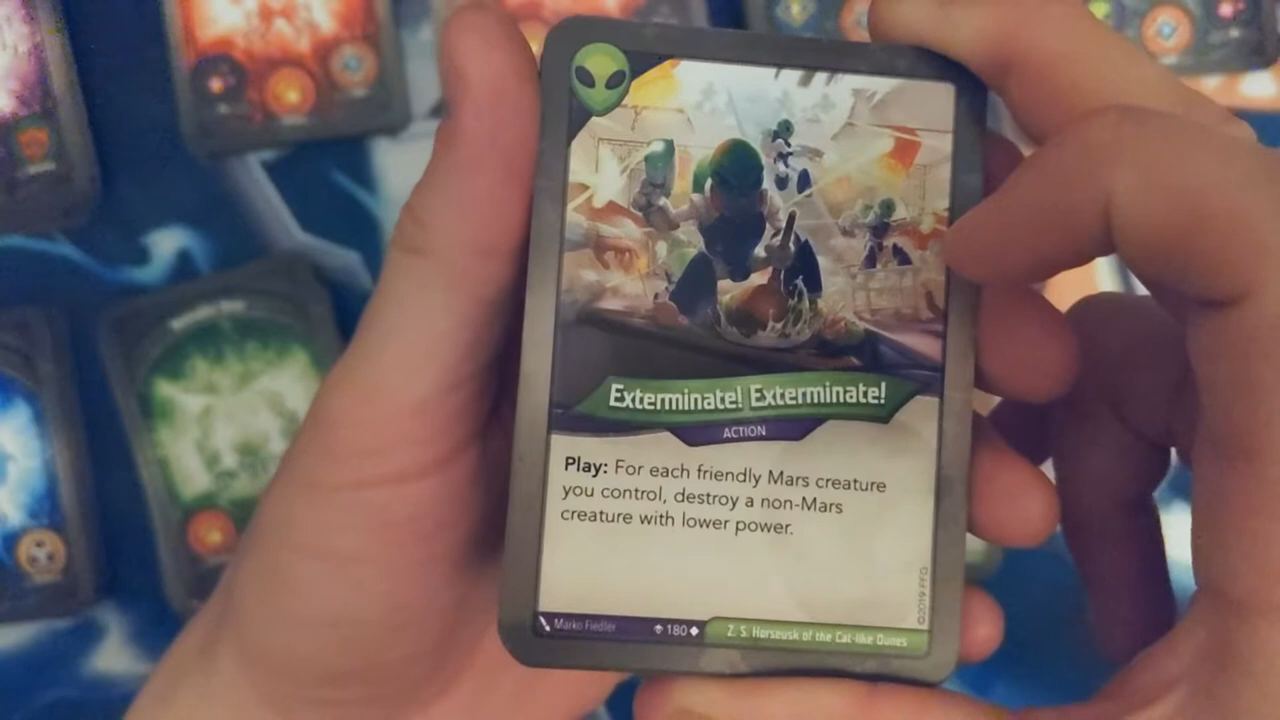 Exterminate! Exterminate!
ACTION
Play: For each friendly Mars creature
you control, destroy a non-Mars
creature with lower power.
©2019 FFG
Marko Fiedler
180
Z. S. Horseusk of the Cat-like Dunes